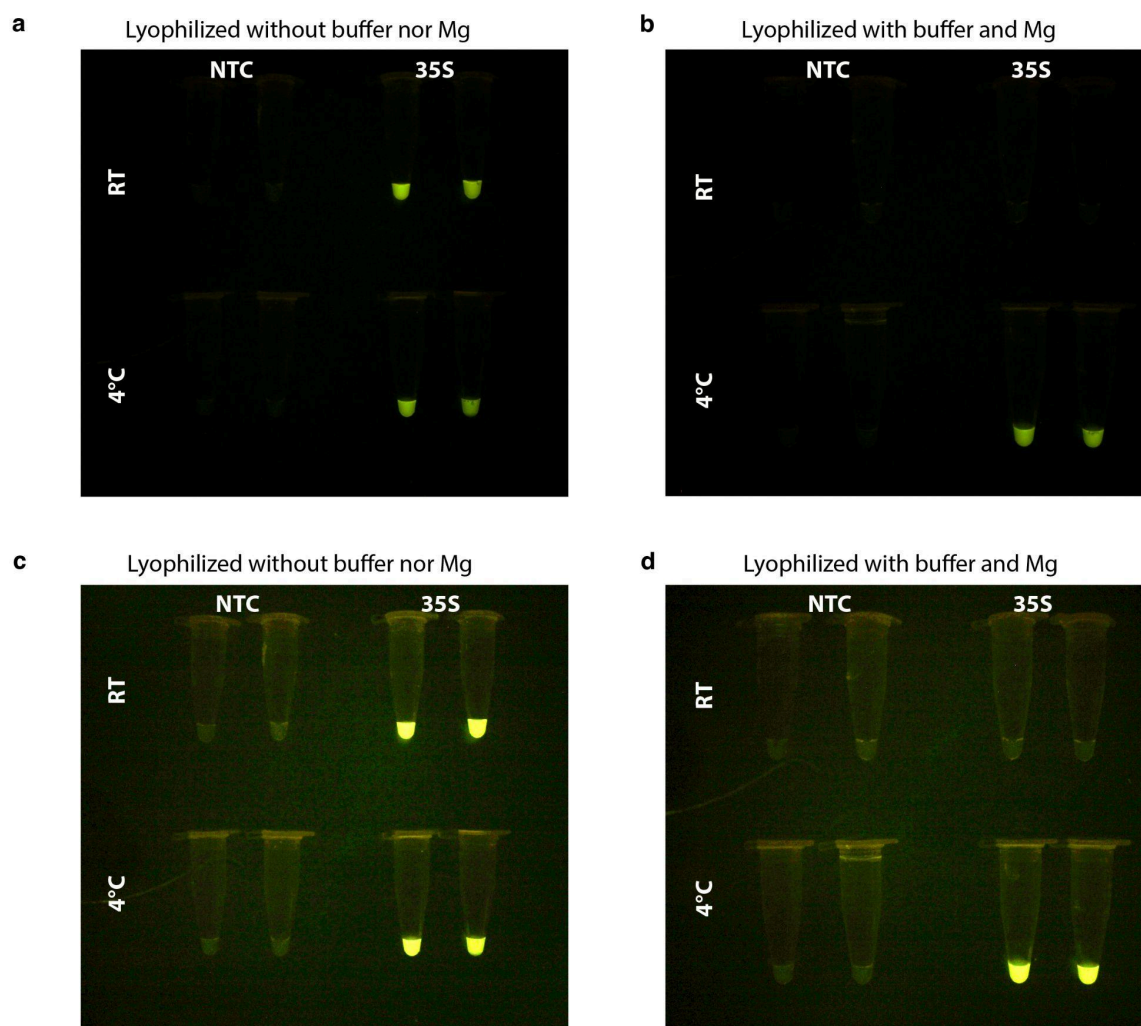 a
Lyophilized without buffer nor Mg
NTC 35S
RT
4°C
b
Lyophilized with buffer and Mg
NTC 35S
RT
4°C
c
Lyophilized without buffer nor Mg
NTC 35S
RT
4°C
d
Lyophilized with buffer and Mg
NTC 35S
RT
4°C